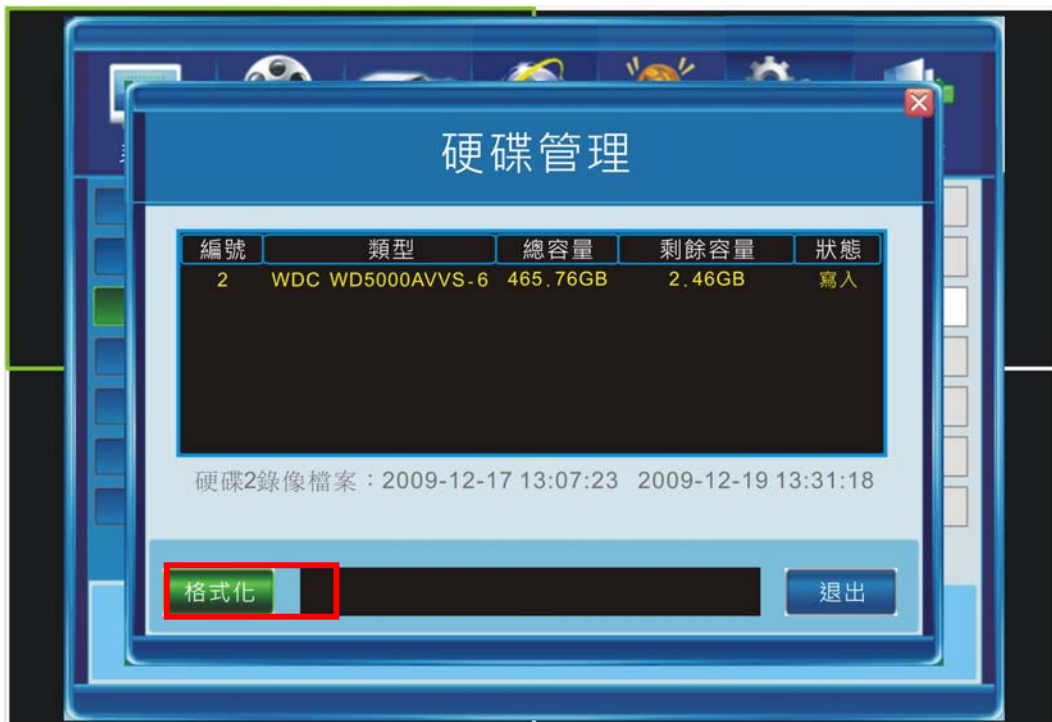 硬碟管理
編號 類型 總容量 剩餘容量 狀態
2 WDC WD5000AVVS-6 465.76GB 2.46GB 寫入
硬碟2錄像檔案：2009-12-17 13:07:23 2009-12-19 13:31:18
格式化 退出